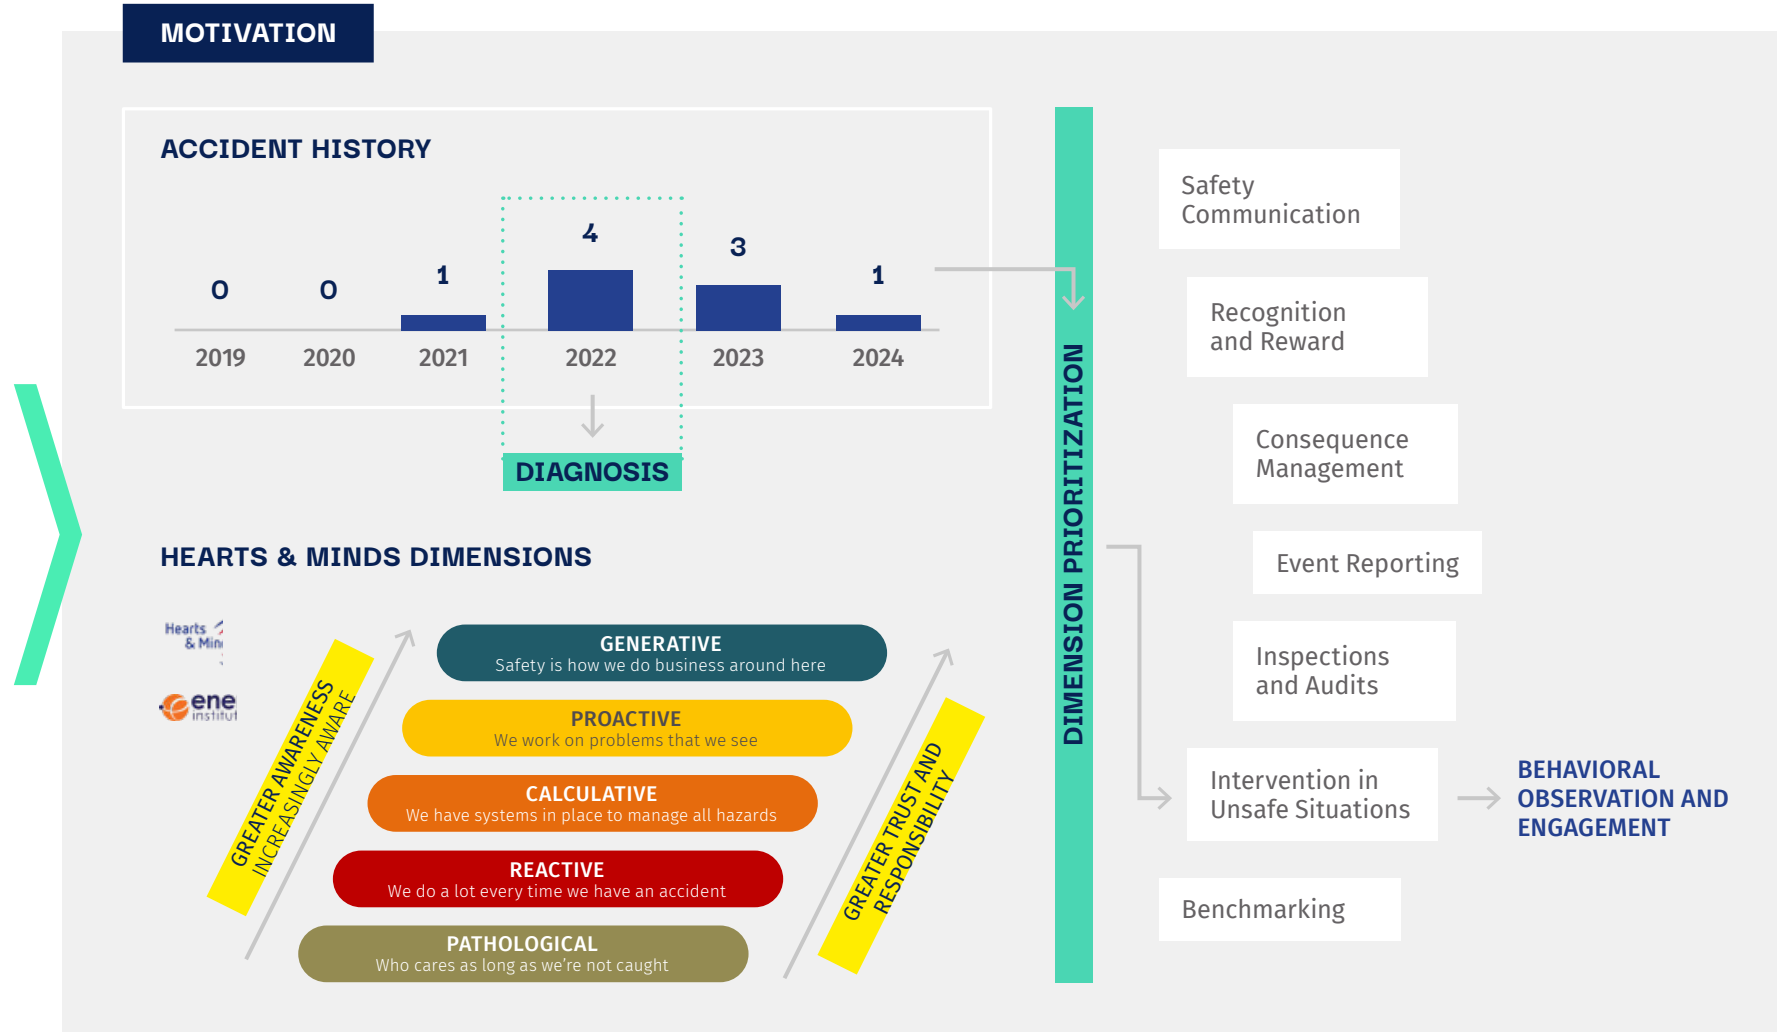 MOTIVATION
ACCIDENT HISTORY
0
0
1
4
3
1
2019
2020
2021
2022
2023
2024
DIAGNOSIS
HEARTS & MINDS DIMENSIONS
Hearts
& Min
ene
institut
GREATER AWARENESS
INCREASINGLY AWARE
GENERATIVE
Safety is how we do business around here
PROACTIVE
We work on problems that we see
CALCULATIVE
We have systems in place to manage all hazards
REACTIVE
We do a lot every time we have an accident
PATHOLOGICAL
Who cares as long as we’re not caught
GREATER TRUST AND
RESPONSIBILITY
DIMENSION PRIORITIZATION
Safety
Communication
Recognition
and Reward
Consequence
Management
Event Reporting
Inspections
and Audits
Intervention in
Unsafe Situations
Benchmarking
BEHAVIORAL
OBSERVATION AND
ENGAGEMENT